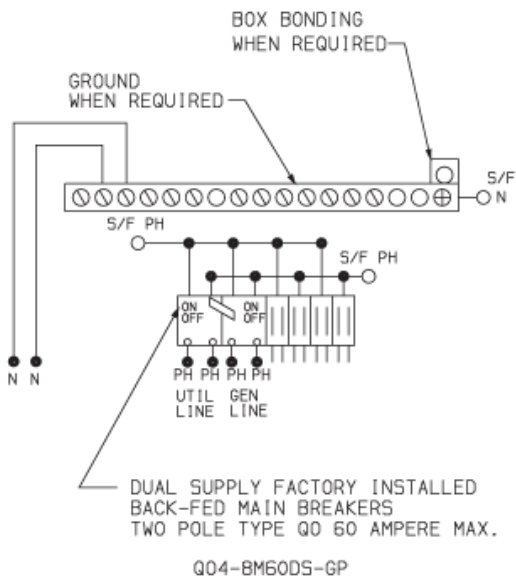 BOX BONDING
WHEN REQUIRED
GROUND
WHEN REQUIRED
S/F
N
S/F PH
S/F PH
ON
OFF
ON
OFF
N N
PH PH PH PH
UTIL GEN
LINE LINE
DUAL SUPPLY FACTORY INSTALLED
BACK-FED MAIN BREAKERS
TWO POLE TYPE QO 60 AMPERE MAX.
QO4-BM60DS-GP